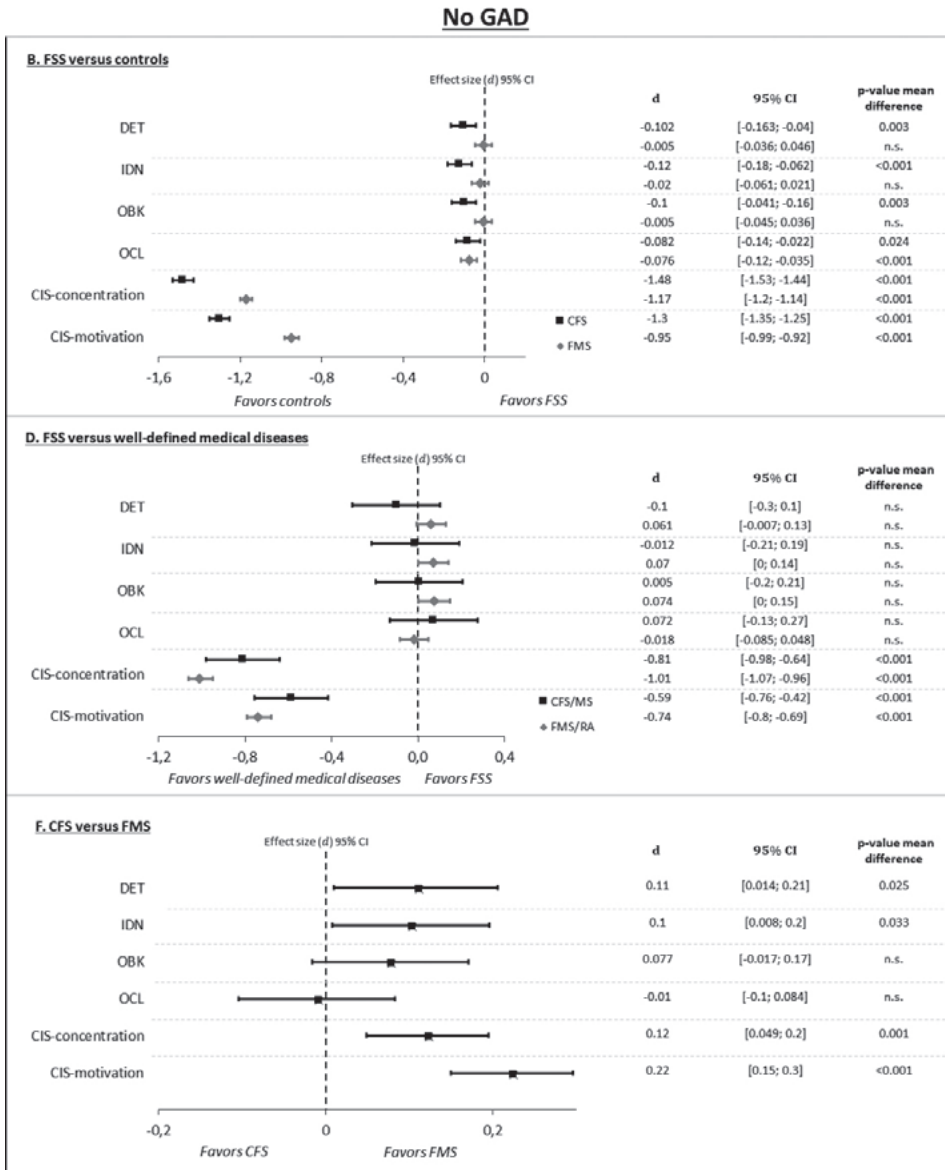 No GAD
B. FSS versus controls
Effect size (d) 95% CI
d 95% CI p-value mean difference
DET -0.102 [-0.163; -0.04] 0.003
-0.005 [-0.036; 0.046] n.s.
IDN -0.12 [-0.18; -0.062] <0.001
-0.02 [-0.061; 0.021] n.s.
OBK -0.1 [-0.041; -0.16] 0.003
-0.005 [-0.045; 0.036] n.s.
OCL -0.082 [-0.14; -0.022] 0.024
-0.076 [-0.12; -0.035] <0.001
CIS-concentration -1.48 [-1.53; -1.44] <0.001
-1.17 [-1.2; -1.14] <0.001
CIS-motivation -1.3 [-1.35; -1.25] <0.001
-0.95 [-0.99; -0.92] <0.001
CFS
FMS
-1,6 -1,2 -0,8 -0,4 0
Favors controls Favors FSS
D. FSS versus well-defined medical diseases
Effect size (d) 95% CI
d 95% CI p-value mean difference
DET -0.1 [-0.3; 0.1] n.s.
0.061 [-0.007; 0.13] n.s.
IDN -0.012 [-0.21; 0.19] n.s.
0.07 [0; 0.14] n.s.
OBK 0.005 [-0.2; 0.21] n.s.
0.074 [0; 0.15] n.s.
OCL 0.072 [-0.13; 0.27] n.s.
-0.018 [-0.085; 0.048] n.s.
CIS-concentration -0.81 [-0.98; -0.64] <0.001
-1.01 [-1.07; -0.96] <0.001
CIS-motivation -0.59 [-0.76; -0.42] <0.001
-0.74 [-0.8; -0.69] <0.001
CFS/MS
FMS/RA
-1,2 -0,8 -0,4 0,0 0,4
Favors well-defined medical diseases Favors FSS
F. CFS versus FMS
Effect size (d) 95% CI
d 95% CI p-value mean difference
DET 0.11 [0.014; 0.21] 0.025
IDN 0.1 [0.008; 0.2] 0.033
OBK 0.077 [-0.017; 0.17] n.s.
OCL -0.01 [-0.1; 0.084] n.s.
CIS-concentration 0.12 [0.049; 0.2] 0.001
CIS-motivation 0.22 [0.15; 0.3] <0.001
-0,2 0 0,2
Favors CFS Favors FMS